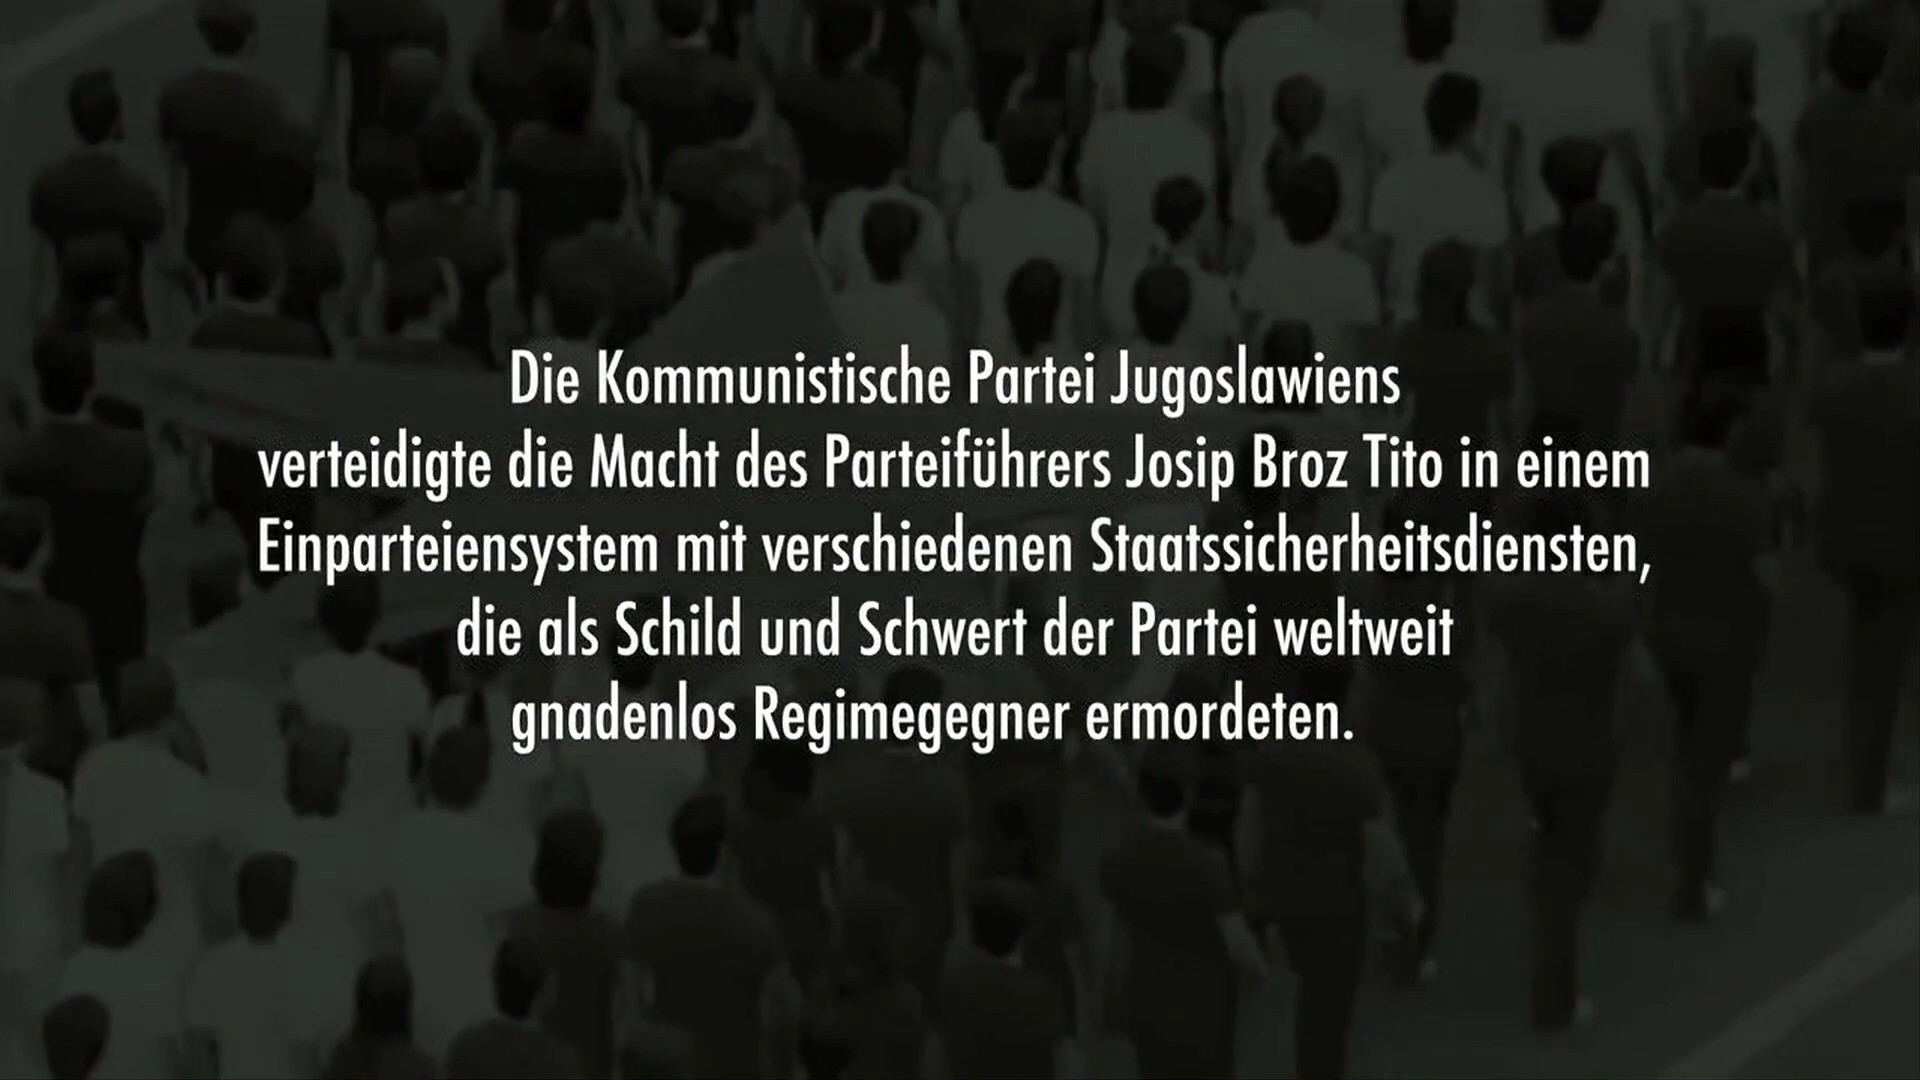 Die Kommunistische Partei Jugoslawiens
verteidigte die Macht des Parteiführers Josip Broz Tito in einem
Einparteiensystem mit verschiedenen Staatssicherheitsdiensten,
die als Schild und Schwert der Partei weltweit
gnadenlos Regimegegner ermordeten.